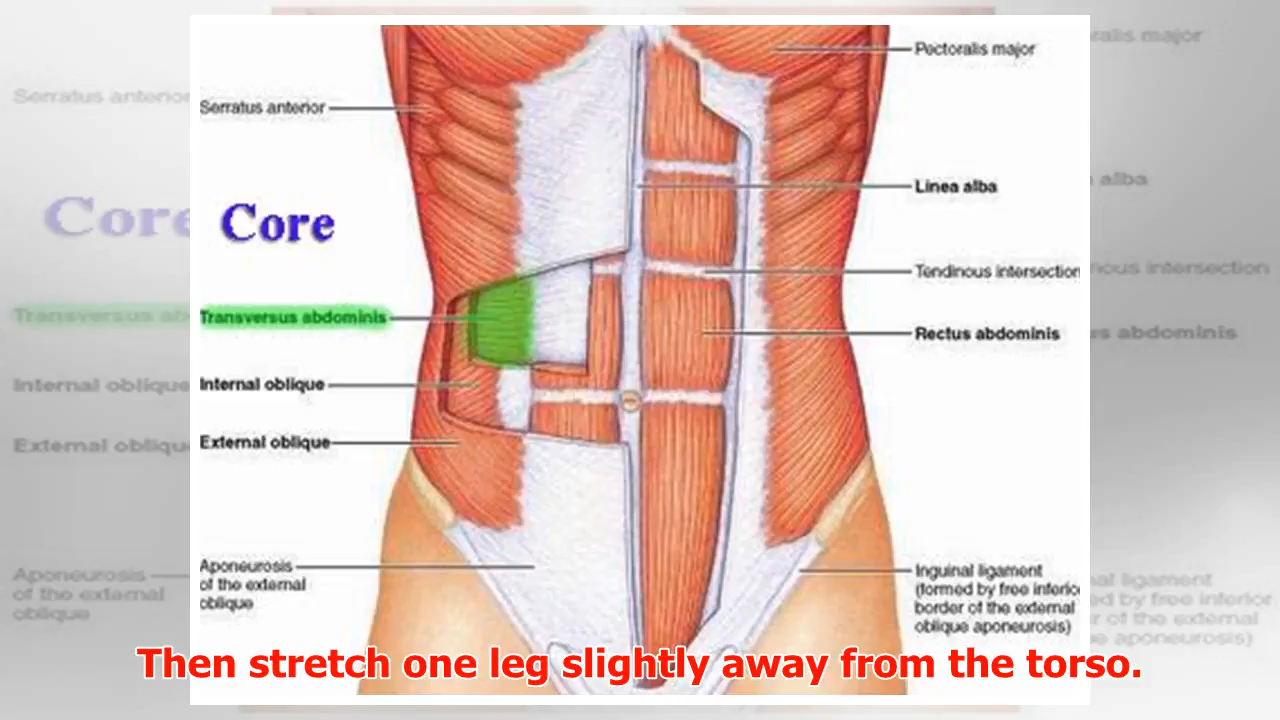 Pectoralis major
Serratus anterior
Linea alba
Core
Tendinous intersection
Transversus abdominis
Rectus abdominis
Internal oblique
External oblique
Aponeurosis
of the external
oblique
Inguinal ligament
(formed by free inferio
border of the external
oblique aponeurosis)
Then stretch one leg slightly away from the torso.